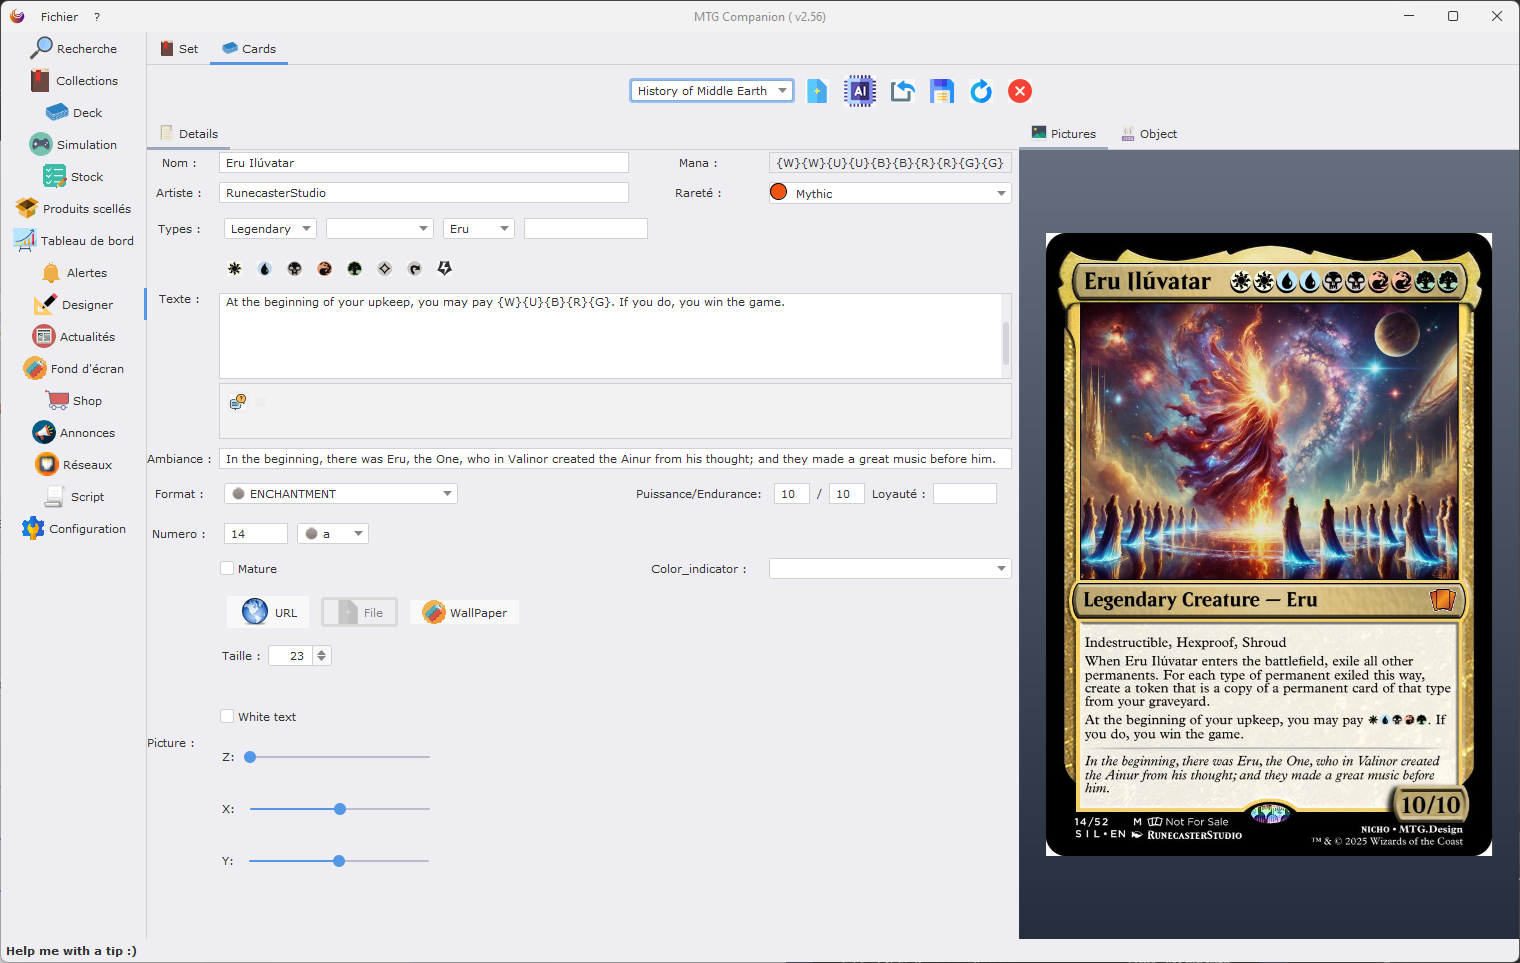 MTG Companion ( v2.56)
Fichier ?
Recherche
Collections
Deck
Simulation
Stock
Produits scellés
Tableau de bord
Alertes
Designer
Actualités
Fond d'écran
Shop
Annonces
Réseaux
Script
Configuration
Set Cards
History of Middle Earth AI
Details
Nom : Eru Ilúvatar Mana : {W}{W}{U}{U}{B}{B}{R}{R}{G}{G}
Artiste : RunecasterStudio Rareté : Mythic
Types : Legendary Eru
Texte : At the beginning of your upkeep, you may pay {W}{U}{B}{R}{G}. If you do, you win the game.
Ambiance : In the beginning, there was Eru, the One, who in Valinor created the Ainur from his thought; and they made a great music before him.
Format : ENCHANTMENT Puissance/Endurance: 10 / 10 Loyauté :
Numero : 14 a
Mature Color_indicator :
URL File WallPaper
Taille : 23
White text
Picture :
Z:
X:
Y:
Pictures Object
Eru Ilúvatar
Legendary Creature — Eru
Indestructible, Hexproof, Shroud
When Eru Ilúvatar enters the battlefield, exile all other
permanents. For each type of permanent exiled this way,
create a token that is a copy of a permanent card of that type
from your graveyard.
At the beginning of your upkeep, you may pay . If
you do, you win the game.
In the beginning, there was Eru, the One, who in Valinor created
the Ainur from his thought; and they made a great music before
him.
10/10
14/52 M Not For Sale
SIL•EN RunecasterStudio
NICHO • MTG.Design
™ & © 2025 Wizards of the Coast
Help me with a tip :)